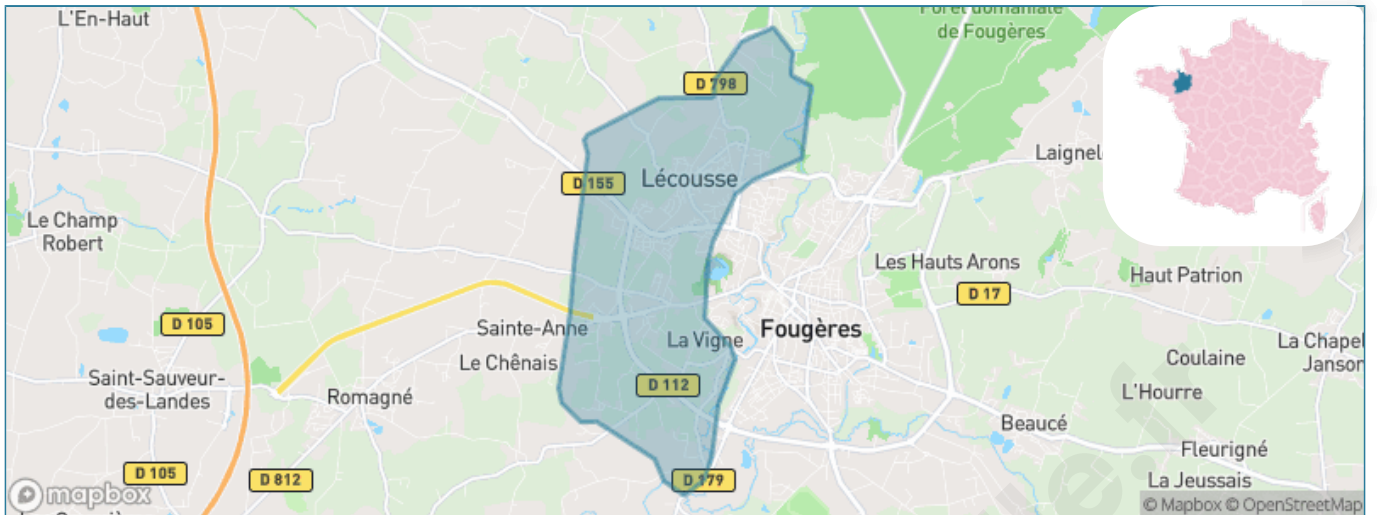 L'En-Haut
Forêt domaniale
de Fougères
D 798
Laignel
D 155
Lécousse
Le Champ
Robert
Les Hauts Arons
Haut Patrion
D 17
D 105
Sainte-Anne
La Vigne
Fougères
La Chapel
Janson
Le Chênais
Coulaine
Saint-Sauveur-
des-Landes
D 112
L'Hourre
Romagné
Beaucé
Fleurigné
D 105
D 812
D 179
La Jeussais
mapbox
© Mapbox © OpenStreetMap